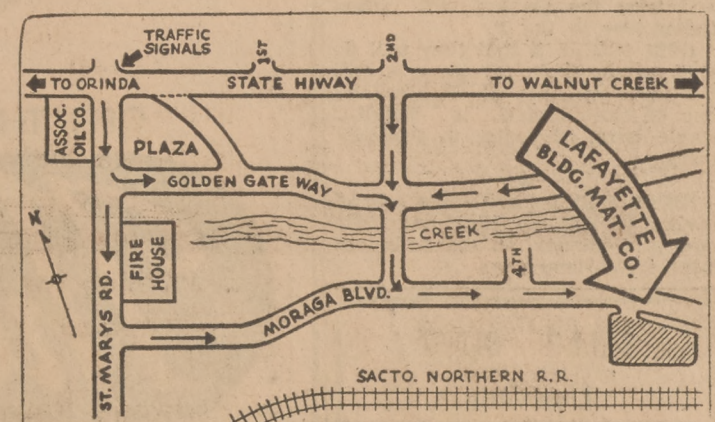 TRAFFIC
SIGNALS
1ST
2ND
TO ORINDA
STATE HIWAY
TO WALNUT CREEK
ASSOC.
OIL CO.
PLAZA
LAFAYETTE
BLDG. MAT. CO.
GOLDEN GATE WAY
CREEK
N
FIRE
HOUSE
4TH
ST. MARYS RD.
MORAGA BLVD.
SACTO. NORTHERN R.R.